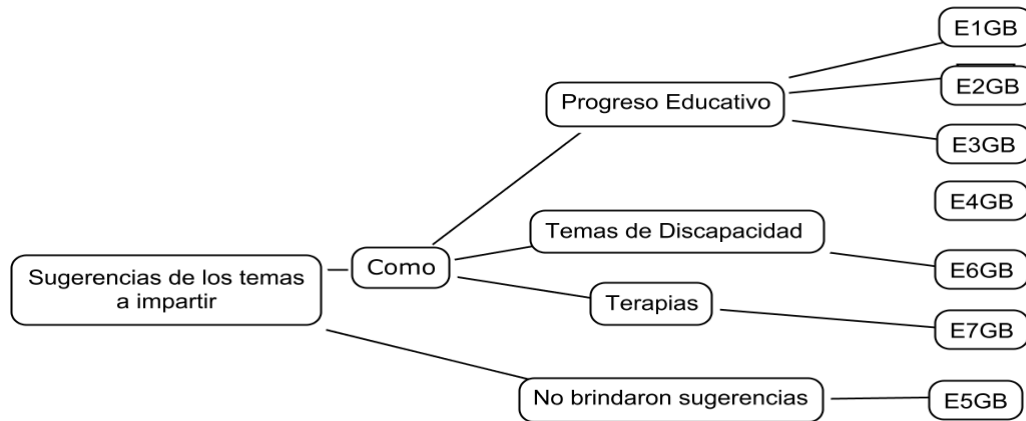 Sugerencias de los temas
a impartir
Como
Progreso Educativo
Temas de Discapacidad
Terapias
No brindaron sugerencias
E1GB
E2GB
E3GB
E4GB
E6GB
E7GB
E5GB